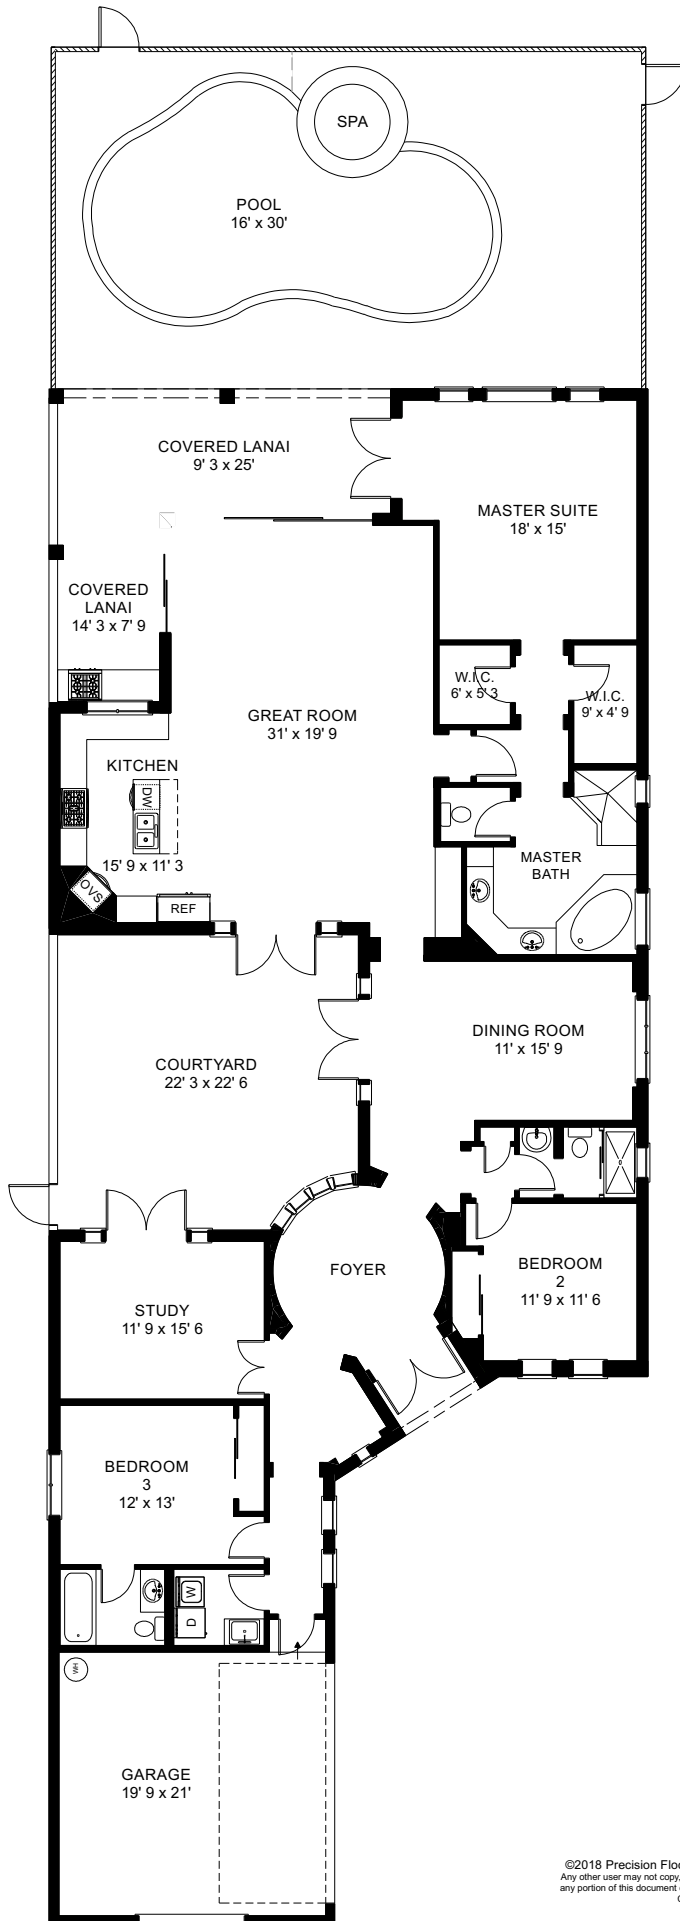 SPA
POOL
16' x 30'
COVERED LANAI
9' 3 x 25'
MASTER SUITE
18' x 15'
COVERED
LANAI
14' 3 x 7' 9
W.I.C.
6' x 5' 3
W.I.C.
9' x 4' 9
GREAT ROOM
31' x 19' 9
KITCHEN
DW
15' 9 x 11' 3
OVS
REF
MASTER
BATH
DINING ROOM
11' x 15' 9
COURTYARD
22' 3 x 22' 6
FOYER
BEDROOM
2
11' 9 x 11' 6
STUDY
11' 9 x 15' 6
BEDROOM
3
12' x 13'
W
D
WH
GARAGE
19' 9 x 21'
©2018 Precision Floo
Any other user may not copy,
any portion of this document